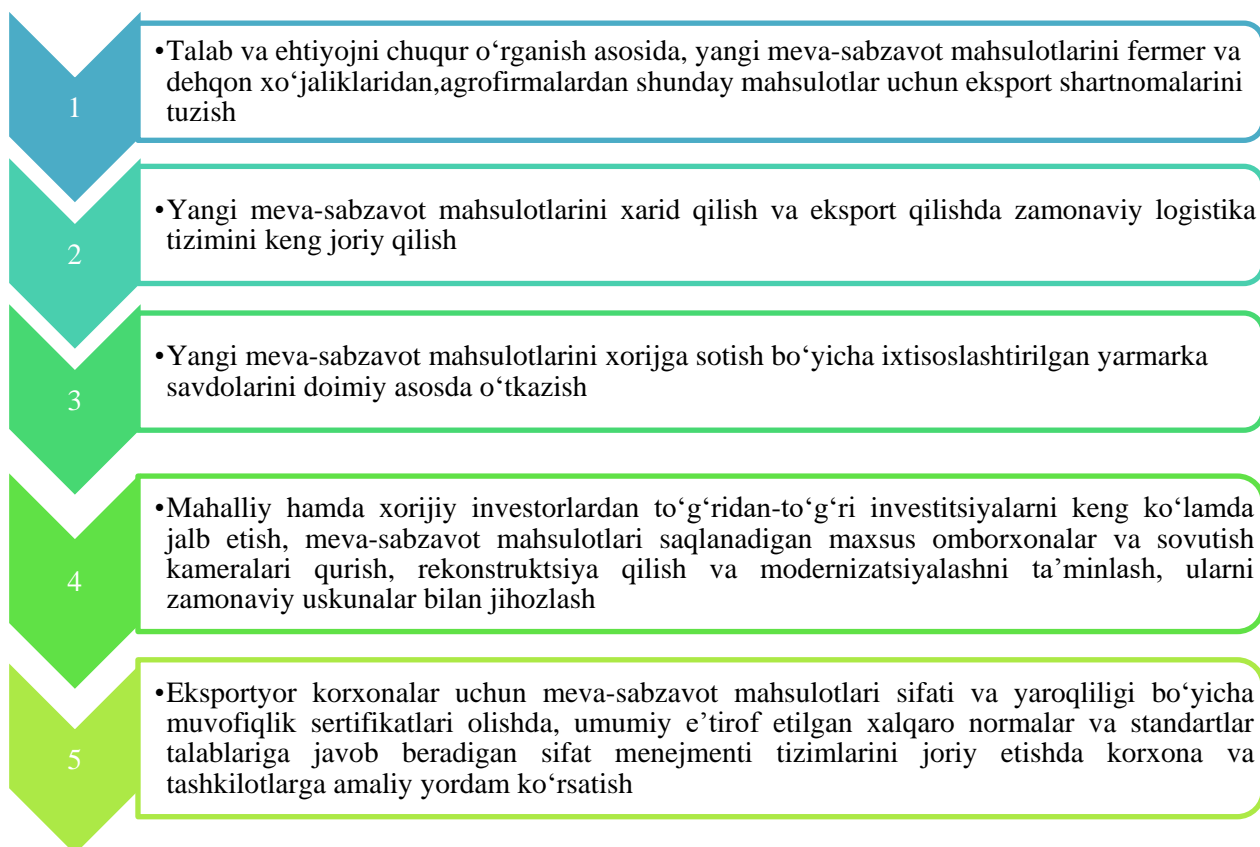 1
•Talab va ehtiyojni chuqur o‘rganish asosida, yangi meva-sabzavot mahsulotlarini fermer va
dehqon xo‘jaliklaridan,agrofirmalardan shunday mahsulotlar uchun eksport shartnomalarini
tuzish
2
•Yangi meva-sabzavot mahsulotlarini xarid qilish va eksport qilishda zamonaviy logistika
tizimini keng joriy qilish
3
•Yangi meva-sabzavot mahsulotlarini xorijga sotish bo‘yicha ixtisoslashtirilgan yarmarka
savdolarini doimiy asosda o‘tkazish
4
•Mahalliy hamda xorijiy investorlardan to‘g‘ridan-to‘g‘ri investitsiyalarni keng ko‘lamda
jalb etish, meva-sabzavot mahsulotlari saqlanadigan maxsus omborxonalar va sovutish
kameralari qurish, rekonstruktsiya qilish va modernizatsiyalashni ta’minlash, ularni
zamonaviy uskunalar bilan jihozlash
5
•Eksportyor korxonalar uchun meva-sabzavot mahsulotlari sifati va yaroqliligi bo‘yicha
muvofiqlik sertifikatlari olishda, umumiy e’tirof etilgan xalqaro normalar va standartlar
talablariga javob beradigan sifat menejmenti tizimlarini joriy etishda korxona va
tashkilotlarga amaliy yordam ko‘rsatish